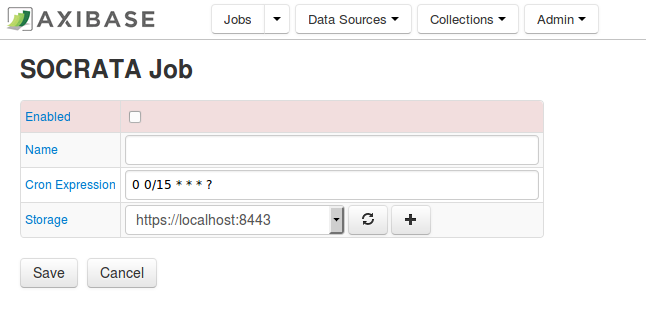 AXIBASE Jobs Data Sources Collections Admin
SOCRATA Job
Enabled
Name
Cron Expression 0 0/15 * * * ?
Storage https://localhost:8443
Save Cancel